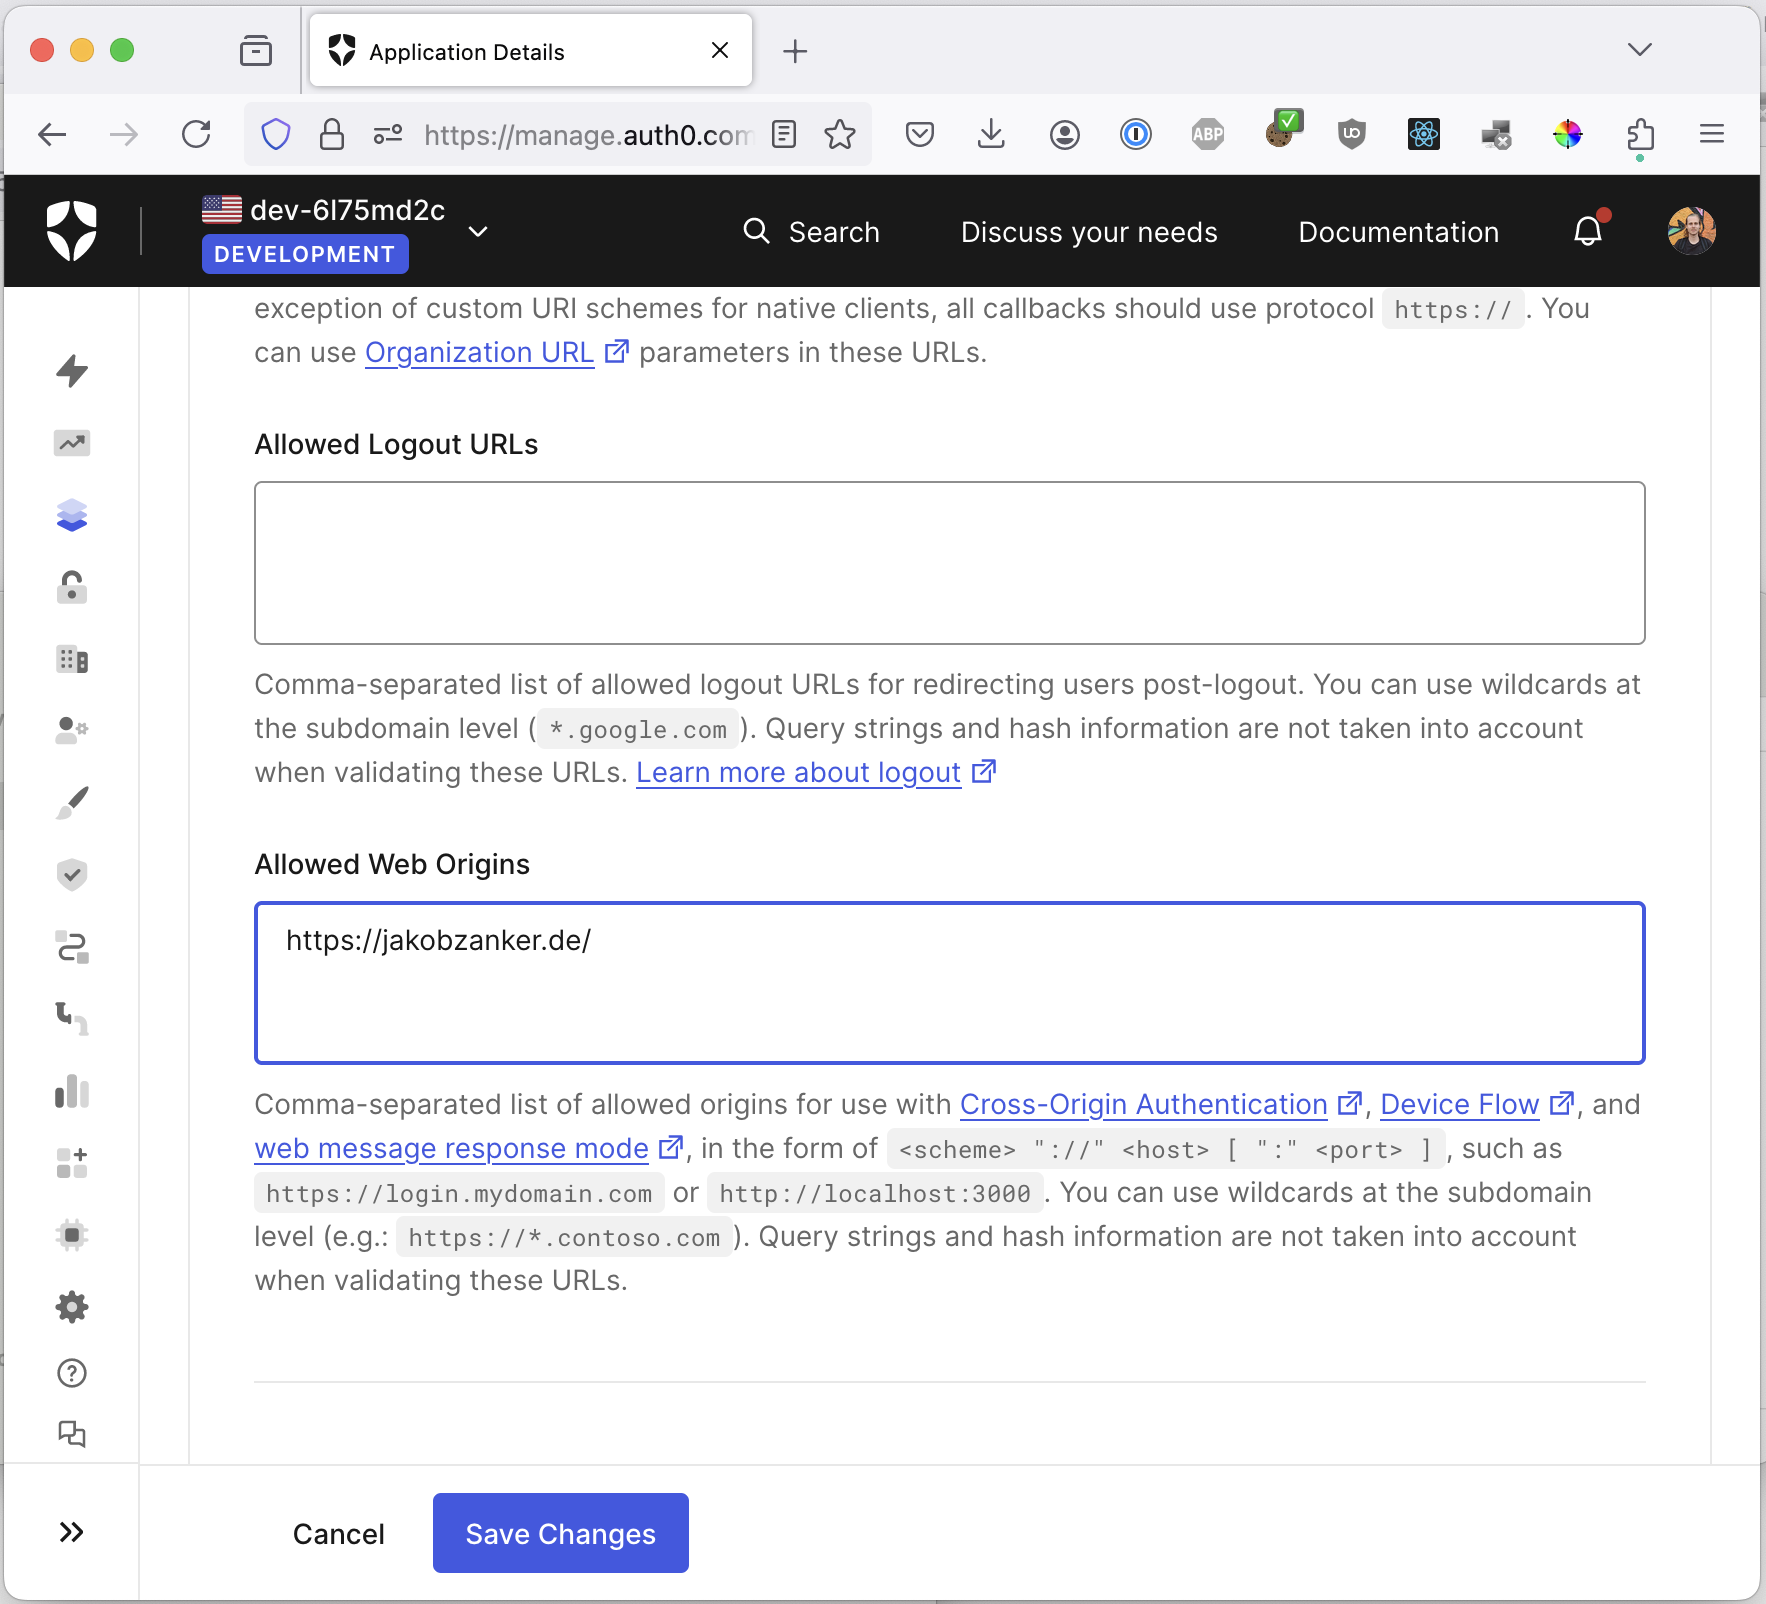 Application Details
https://manage.auth0.com
ABP
dev-6l75md2c
DEVELOPMENT
Search
Discuss your needs
Documentation
exception of custom URI schemes for native clients, all callbacks should use protocol https:// . You
can use Organization URL parameters in these URLs.
Allowed Logout URLs
Comma-separated list of allowed logout URLs for redirecting users post-logout. You can use wildcards at
the subdomain level ( *.google.com ). Query strings and hash information are not taken into account
when validating these URLs. Learn more about logout
Allowed Web Origins
https://jakobzanker.de/
Comma-separated list of allowed origins for use with Cross-Origin Authentication , Device Flow , and
web message response mode , in the form of <scheme> "://" <host> [ ":" <port> ] , such as
https://login.mydomain.com or http://localhost:3000 . You can use wildcards at the subdomain
level (e.g.: https://*.contoso.com ). Query strings and hash information are not taken into account
when validating these URLs.
Cancel
Save Changes